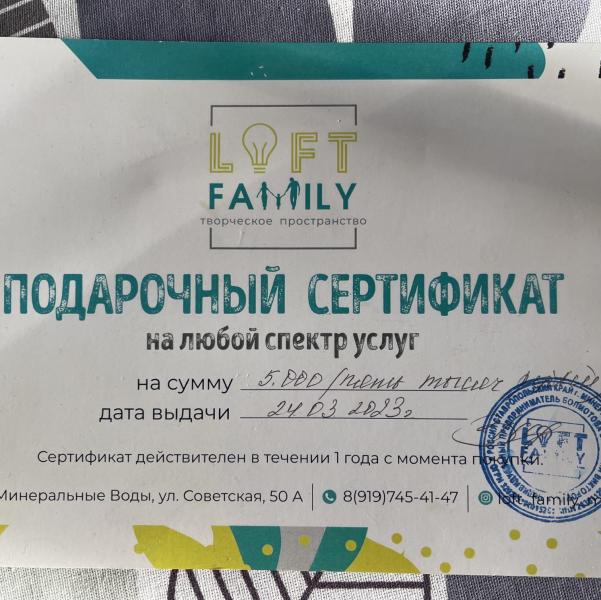 LOFT
FAMILY
творческое пространство
ПОДАРОЧНЫЙ СЕРТИФИКАТ
на любой спектр услуг
на сумму 5.000 /пять тысяч
дата выдачи 24.03.2023г
Сертификат действителен в течении 1 года с момента покупки.
Минеральные Воды, ул. Советская, 50 А | 8(919)745-41-47 | loft_family
LOFT
FAMILY